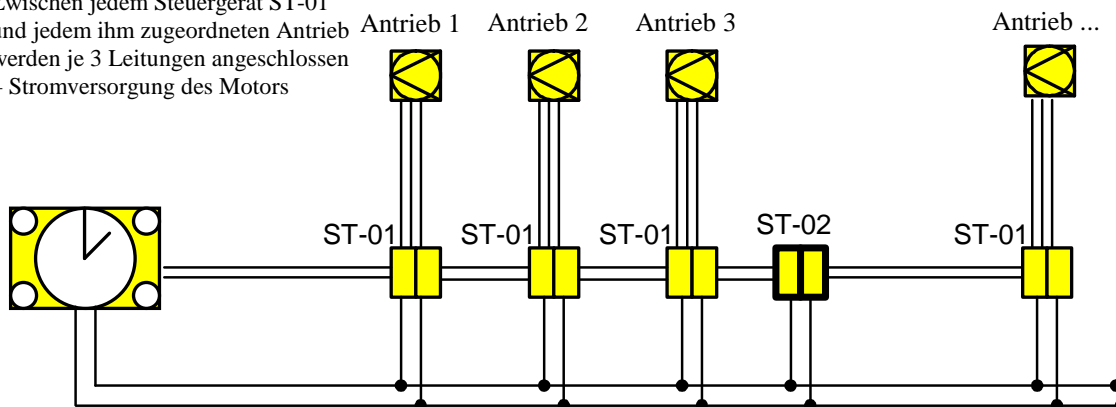 Zwischen jedem Steuergerät ST-01
und jedem ihm zugeordneten Antrieb
werden je 3 Leitungen angeschlossen
- Stromversorgung des Motors
Antrieb 1 Antrieb 2 Antrieb 3 Antrieb ...
ST-01 ST-01 ST-01 ST-02 ST-01